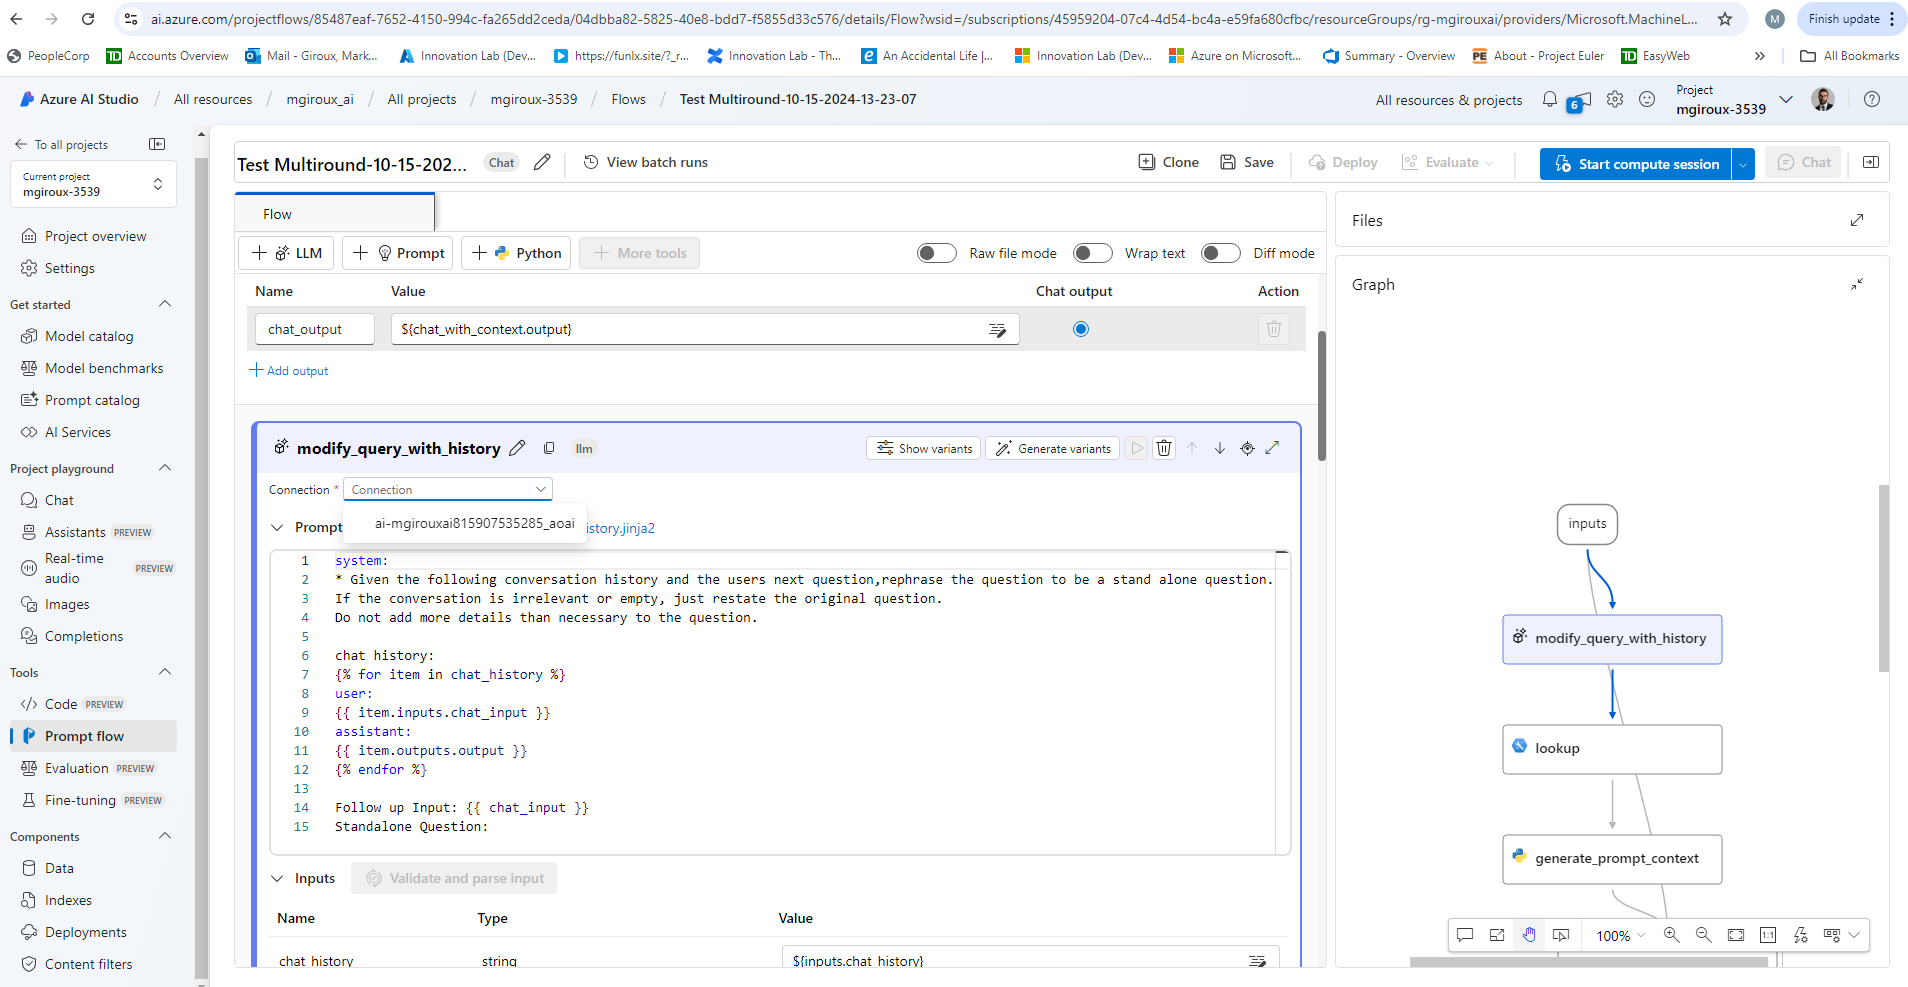 ai.azure.com/projectflows/85487eaf-7652-4150-994c-fa265dd2ceda/04dbba82-5825-40e8-bdd7-f5855d33c576/details/Flow?wsid=/subscriptions/45959204-07c4-4d54-bc4a-e59fa680cfbc/resourceGroups/rg-mgirouxai/providers/Microsoft.MachineL...
M
Finish update
PeopleCorp
TD Accounts Overview
Mail - Giroux, Mark...
Innovation Lab (Dev...
https://funlx.site/?_r...
Innovation Lab - Th...
An Accidental Life |...
Innovation Lab (Dev...
Azure on Microsoft...
Summary - Overview
PE About - Project Euler
TD EasyWeb
All Bookmarks
Azure AI Studio / All resources / mgiroux_ai / All projects / mgiroux-3539 / Flows / Test Multiround-10-15-2024-13-23-07
All resources & projects
6
Project
mgiroux-3539
To all projects
Current project
mgiroux-3539
Project overview
Settings
Get started
Model catalog
Model benchmarks
Prompt catalog
AI Services
Project playground
Chat
Assistants PREVIEW
Real-time audio PREVIEW
Images
Completions
Tools
Code PREVIEW
Prompt flow
Evaluation PREVIEW
Fine-tuning PREVIEW
Components
Data
Indexes
Deployments
Content filters
Test Multiround-10-15-202...
Chat
View batch runs
Clone
Save
Deploy
Evaluate
Start compute session
Chat
Flow
LLM
Prompt
Python
More tools
Raw file mode
Wrap text
Diff mode
Name Value Chat output Action
chat_output ${chat_with_context.output}
Add output
modify_query_with_history
llm
Show variants
Generate variants
Connection * Connection
ai-mgirouxai815907535285_aoai
Prompt istory.jinja2
1 system:
2 * Given the following conversation history and the users next question,rephrase the question to be a stand alone question.
3 If the conversation is irrelevant or empty, just restate the original question.
4 Do not add more details than necessary to the question.
5
6 chat history:
7 {% for item in chat_history %}
8 user:
9 {{ item.inputs.chat_input }}
10 assistant:
11 {{ item.outputs.output }}
12 {% endfor %}
13
14 Follow up Input: {{ chat_input }}
15 Standalone Question:
Inputs
Validate and parse input
Name Type Value
chat_history string ${inputs.chat_history}
Files
Graph
inputs
modify_query_with_history
lookup
generate_prompt_context
100%
1:1